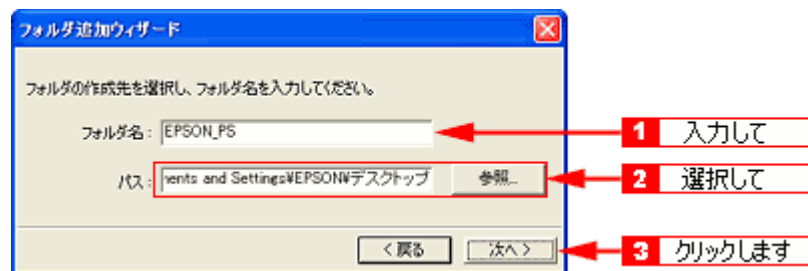 フォルダ追加ウィザード
フォルダの作成先を選択し、フォルダ名を入力してください。
フォルダ名: EPSON_PS
1 入力して
パス: ments and Settings¥EPSON¥デスクトップ 参照...
2 選択して
< 戻る 次へ >
3 クリックします